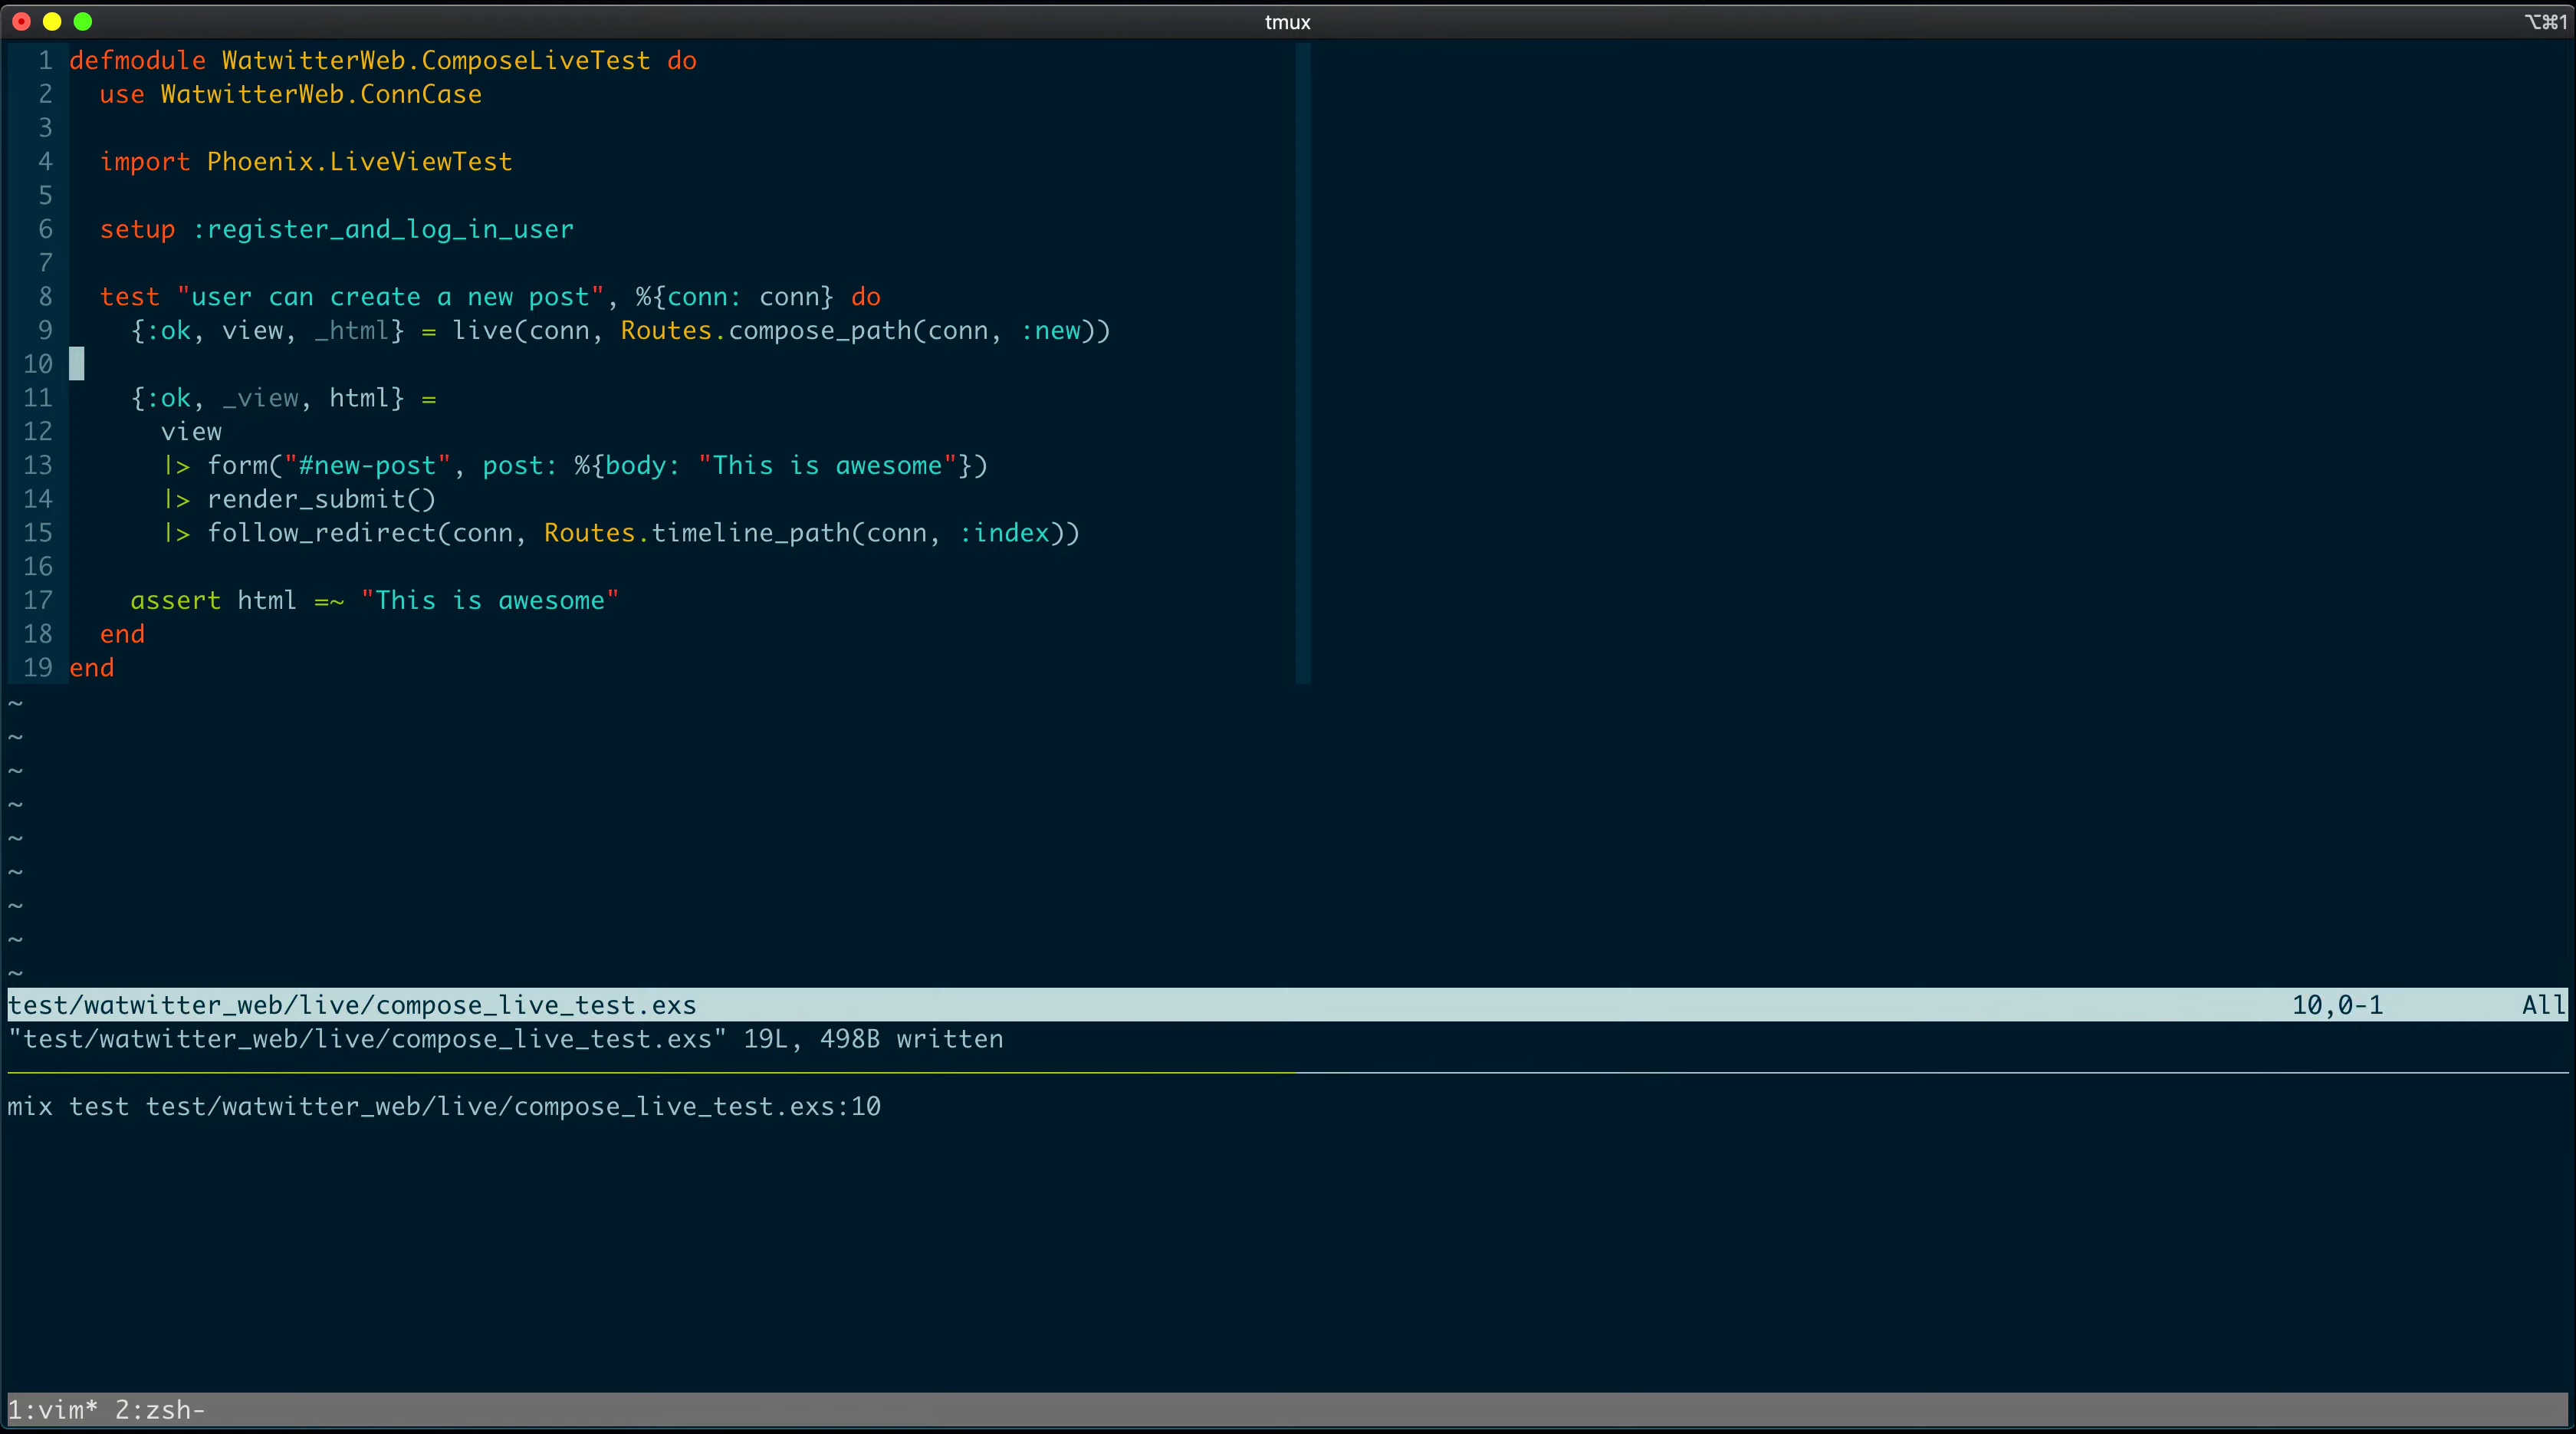 tmux
⌥⌘1
1 defmodule WatwitterWeb.ComposeLiveTest do
2   use WatwitterWeb.ConnCase
3
4   import Phoenix.LiveViewTest
5
6   setup :register_and_log_in_user
7
8   test "user can create a new post", %{conn: conn} do
9     {:ok, view, _html} = live(conn, Routes.compose_path(conn, :new))
10
11     {:ok, _view, html} =
12       view
13       |> form("#new-post", post: %{body: "This is awesome"})
14       |> render_submit()
15       |> follow_redirect(conn, Routes.timeline_path(conn, :index))
16
17     assert html =~ "This is awesome"
18   end
19 end
~
~
~
~
~
~
~
~
~
test/watwitter_web/live/compose_live_test.exs 10,0-1 All
"test/watwitter_web/live/compose_live_test.exs" 19L, 498B written
mix test test/watwitter_web/live/compose_live_test.exs:10
1:vim* 2:zsh-